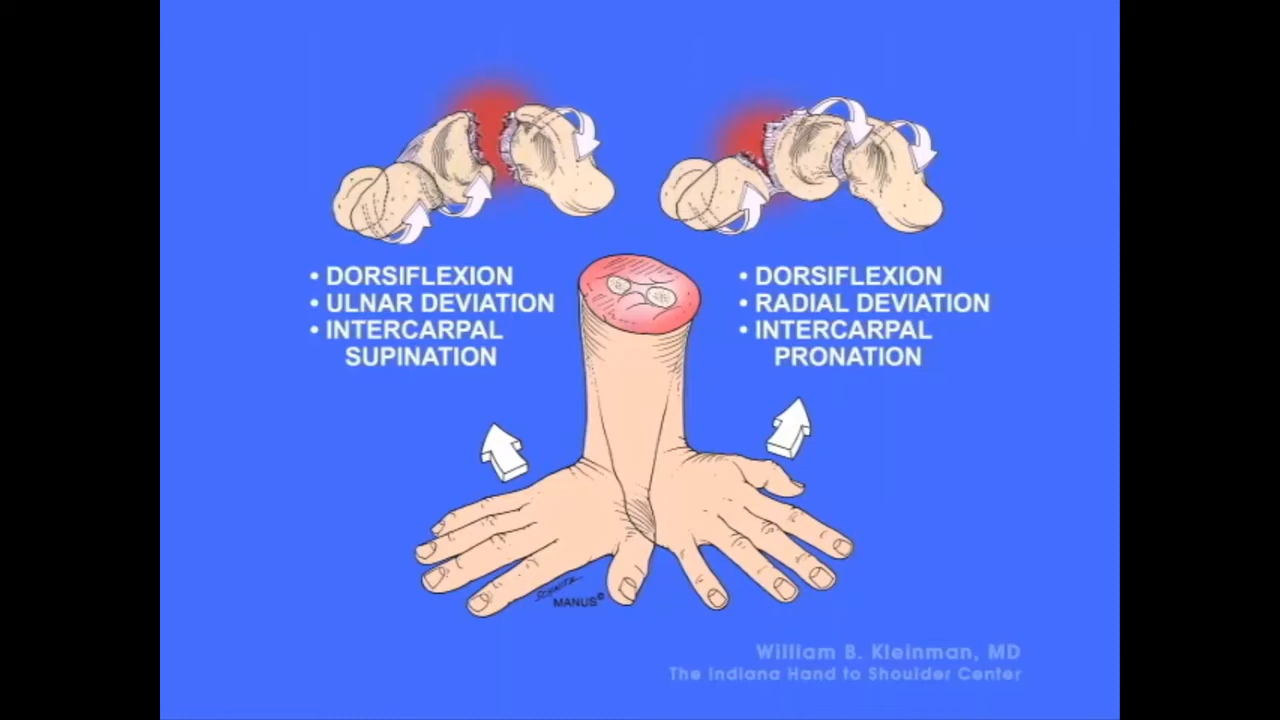 • DORSIFLEXION
• ULNAR DEVIATION
• INTERCARPAL
SUPINATION
• DORSIFLEXION
• RADIAL DEVIATION
• INTERCARPAL
PRONATION
SCHNITZ
MANUS©
William B. Kleinman, MD
The Indiana Hand to Shoulder Center